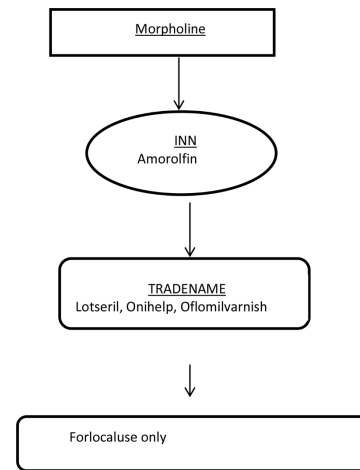 Morpholine
INN
Amorolfin
TRADENAME
Lotseril, Onihelp, Oflomilvarnish
Forlocaluse only